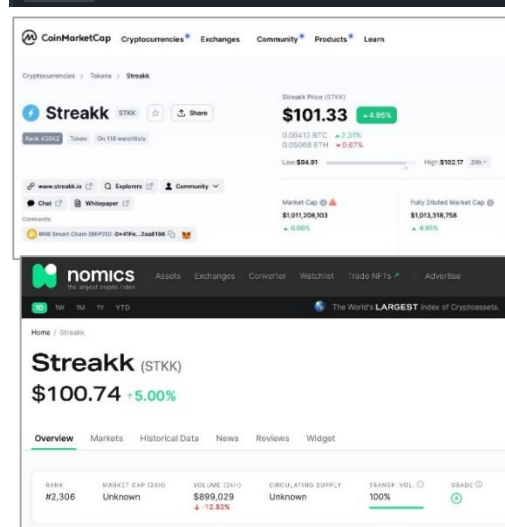 CoinMarketCap Cryptocurrencies Exchanges Community Products Learn
Cryptocurrencies > Tokens > Streakk
Streakk STKK Share
Rank #3042 Token On 118 watchlists
Streakk Price (STKK)
$101.33 4.95%
0.00412 BTC 2.31%
0.05068 ETH 0.67%
Low: $94.91 High: $102.17 24h
www.streakk.io Explorers Community
Chat Whitepaper
Contracts:
BNB Smart Chain (BEP20):
Market Cap
$1,011,208,103
0.00%
Fully Diluted Market Cap
$1,013,318,758
4.95%
nomics Assets Exchanges Converter Watchlist Trade NFTs Advertise
the largest crypto index
1D 1W 1M 1Y YTD The World's LARGEST Index of Cryptoassets.
Home / Streakk
Streakk (STKK)
$100.74 5.00%
Overview Markets Historical Data News Reviews Widget
RANK MARKET CAP (24H) VOLUME (24H) CIRCULATING SUPPLY TRANSP. VOL. GRADE
#2,306 Unknown $899,029 Unknown 100% A
-12.82%